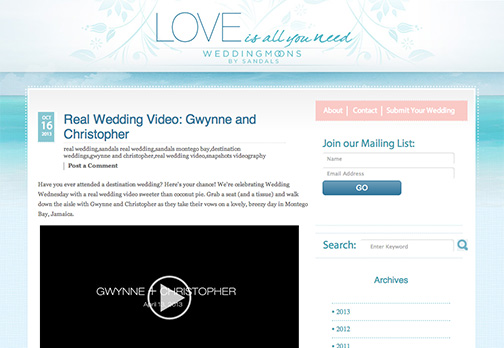 LOVE is all you need
WEDDINGMOONS
BY SANDALS
OCT
16
2013
Real Wedding Video: Gwynne and
Christopher
real wedding,sandals real wedding,sandals montego bay,destination
weddings,gwynne and christopher,real wedding video,snapshots videography
| Post a Comment
Have you ever attended a destination wedding? Here's your chance! We're celebrating Wedding
Wednesday with a real wedding video sweeter than coconut pie. Grab a seat (and a tissue) and walk
down the aisle with Gwynne and Christopher as they take their vows on a lovely, breezy day in Montego
Bay, Jamaica.
GWYNNE + CHRISTOPHER
About | Contact | Submit Your Wedding
Join our Mailing List:
Name
Email Address
GO
Search: Enter Keyword
Archives
• 2013
• 2012
• 2011